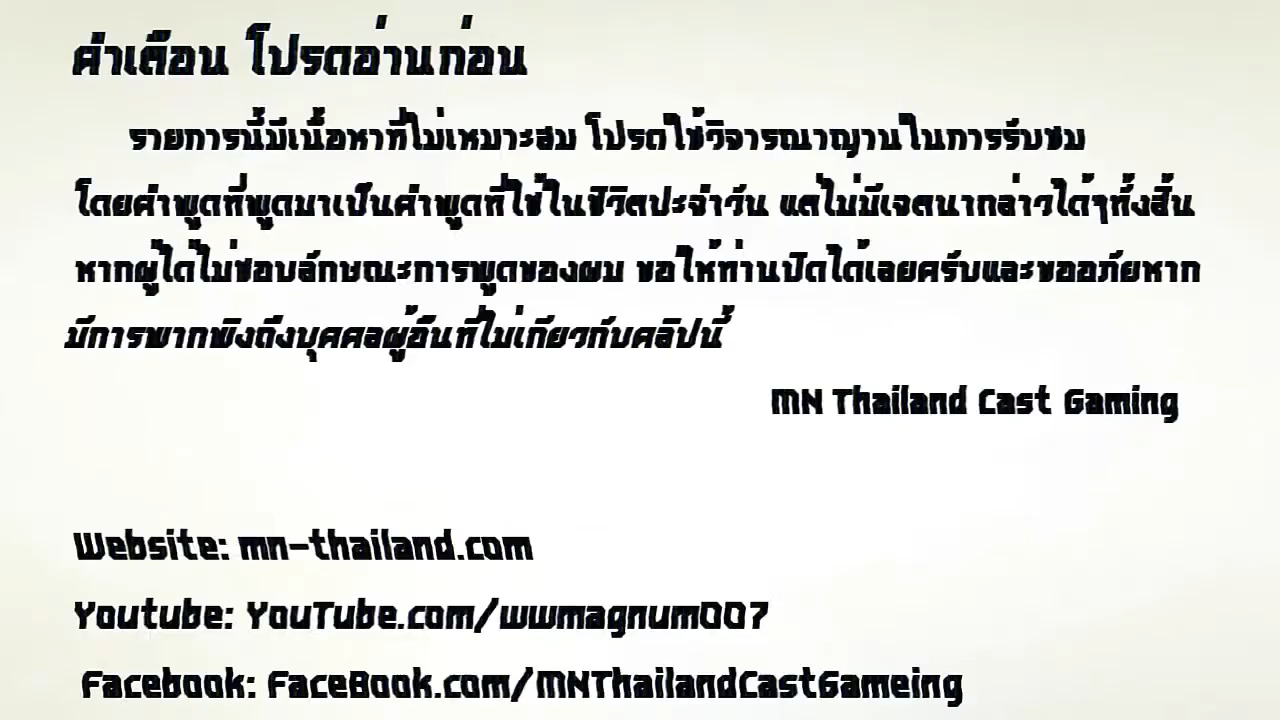 คำเตือน โปรดอ่านก่อน
รายการนี้มีเนื้อหาที่ไม่เหมาะสม โปรดใช้วิจารณาญานในการรับชม
โดยคำพูดที่พูดมาเป็นคำพูดที่ใช้ในชีวิตประจำวัน แต่ไม่มีเจตนากล่าวใด้ๆทั้งสิ้น
หากผู้ใด้ไม่ชอบลักษณะการพูดของผม ขอให้ท่านปิดใด้เลยครับและขออภัยหาก
มีการพากพิงถึงบุคคลผู้อื่นที่ไม่เกี่ยวกับคลิปนี้
MN Thailand Cast Gaming
Website: mn-thailand.com
Youtube: YouTube.com/wwmagnum007
Facebook: FaceBook.com/MNThailandCastGameing